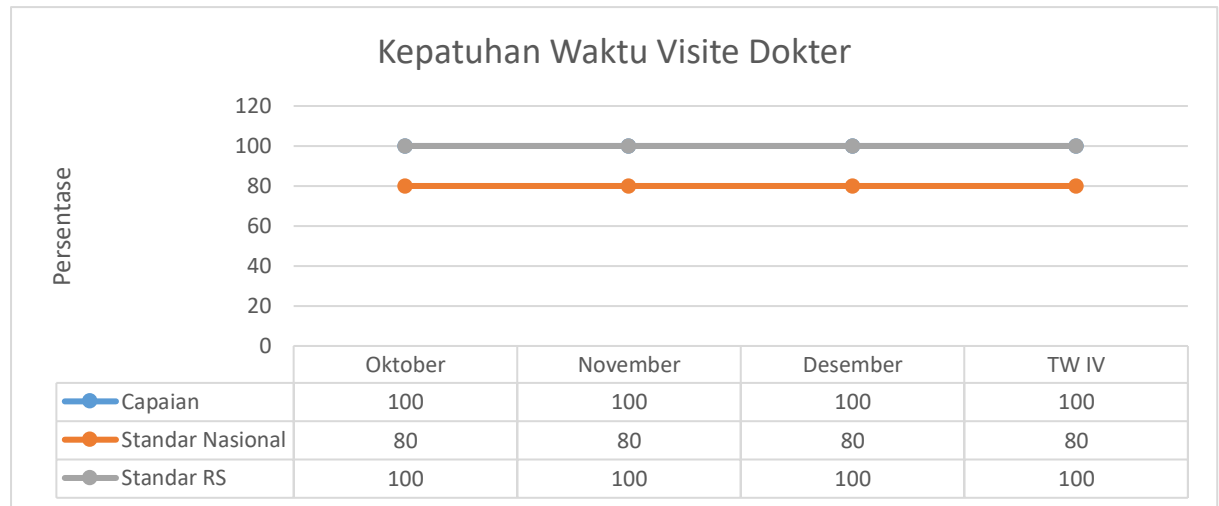 Kepatuhan Waktu Visite Dokter
Persentase
120
100
80
60
40
20
0
Oktober November Desember TW IV
Capaian 100 100 100 100
Standar Nasional 80 80 80 80
Standar RS 100 100 100 100